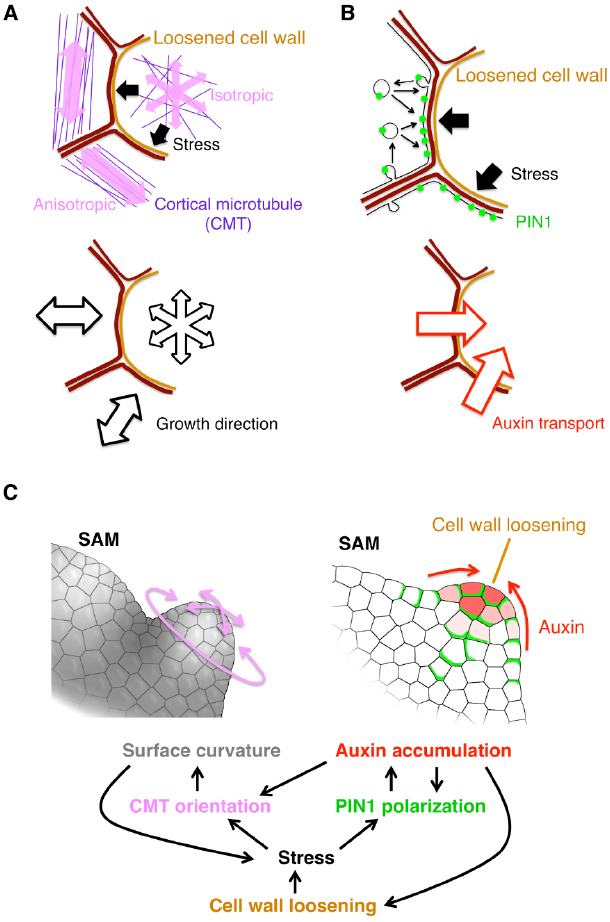 A
Loosened cell wall
Isotropic
Stress
Anisotropic
Cortical microtubule
(CMT)
Growth direction
B
Loosened cell wall
Stress
PIN1
Auxin transport
C
SAM
SAM
Cell wall loosening
Auxin
Surface curvature
Auxin accumulation
CMT orientation
PIN1 polarization
Stress
Cell wall loosening